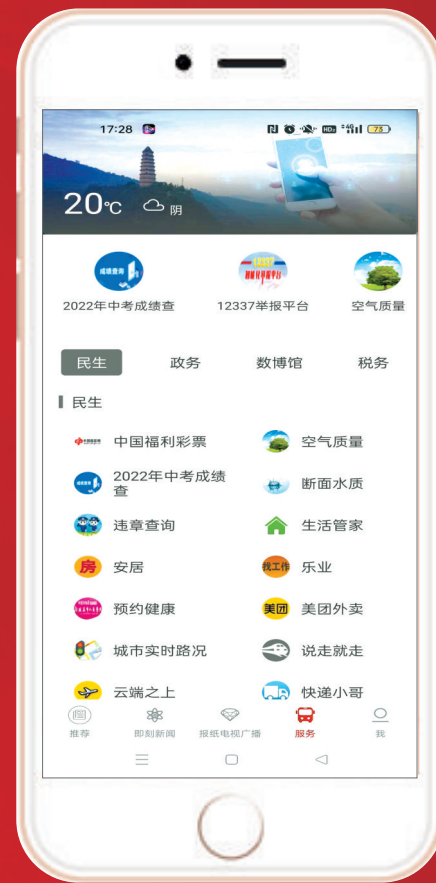 17:28
73
20℃ 阴
成绩查询
12337
2022年中考成绩查 12337举报平台 空气质量
民生 政务 数博馆 税务
民生
中国福利彩票 空气质量
2022年中考成绩
查
断面水质
违章查询 生活管家
房 安居 找工作 乐业
预约健康 美团 美团外卖
城市实时路况 说走就走
云端之上 快递小哥
推荐 即刻新闻 报纸电视广播 服务 我